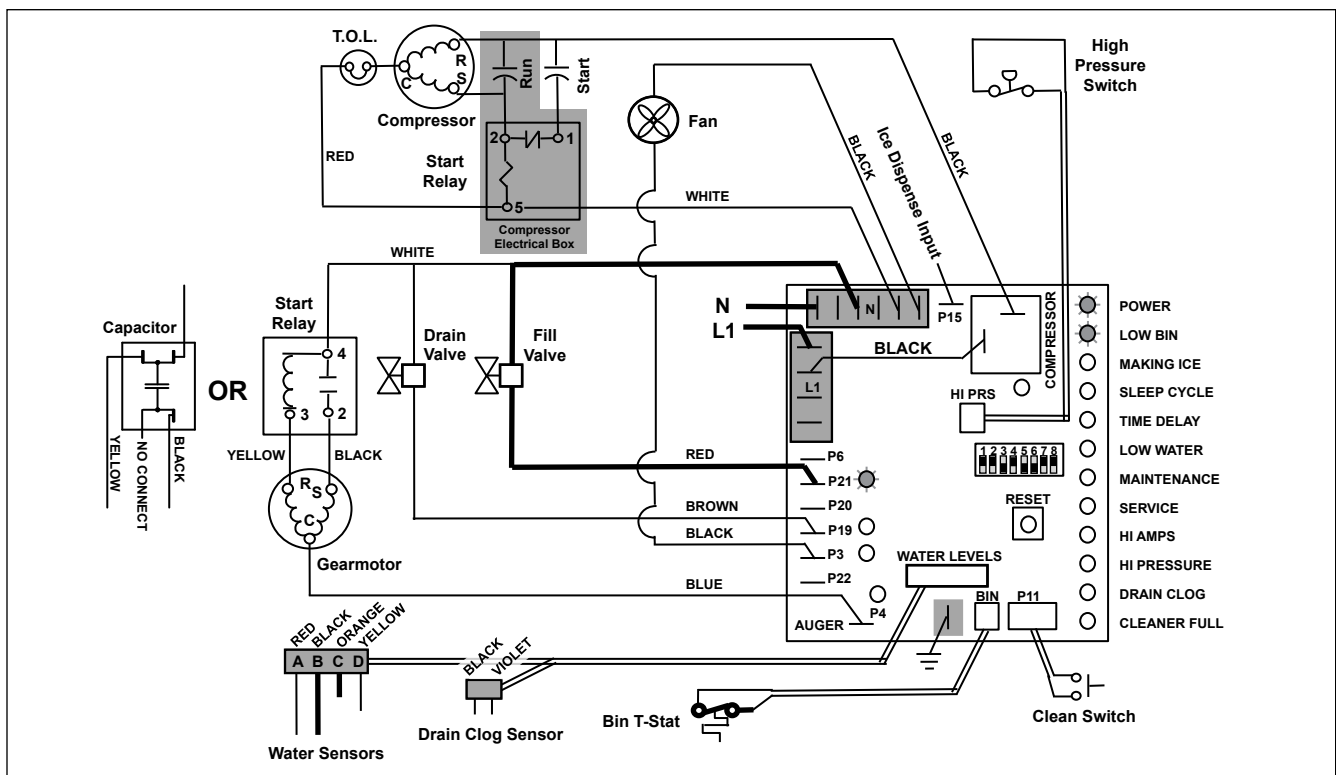 T.O.L.
R
S
C
Compressor
Run
Start
2
1
Start
Relay
5
Compressor
Electrical Box
RED
WHITE
Fan
BLACK
Ice Dispense Input
BLACK
High
Pressure
Switch
WHITE
Capacitor
YELLOW
NO CONNECT
BLACK
OR
Start
Relay
4
3
2
YELLOW
BLACK
R
S
C
Gearmotor
Drain
Valve
Fill
Valve
N
L1
N
P15
BLACK
L1
COMPRESSOR
HI PRS
1 2 3 4 5 6 7 8
RESET
POWER
LOW BIN
MAKING ICE
SLEEP CYCLE
TIME DELAY
LOW WATER
MAINTENANCE
SERVICE
HI AMPS
HI PRESSURE
DRAIN CLOG
CLEANER FULL
RED
P6
P21
P20
BROWN
P19
BLACK
P3
P22
BLUE
P4
AUGER
WATER LEVELS
BIN
P11
RED
BLACK
ORANGE
YELLOW
A B C D
Water Sensors
BLACK
VIOLET
Drain Clog Sensor
Bin T-Stat
Clean Switch